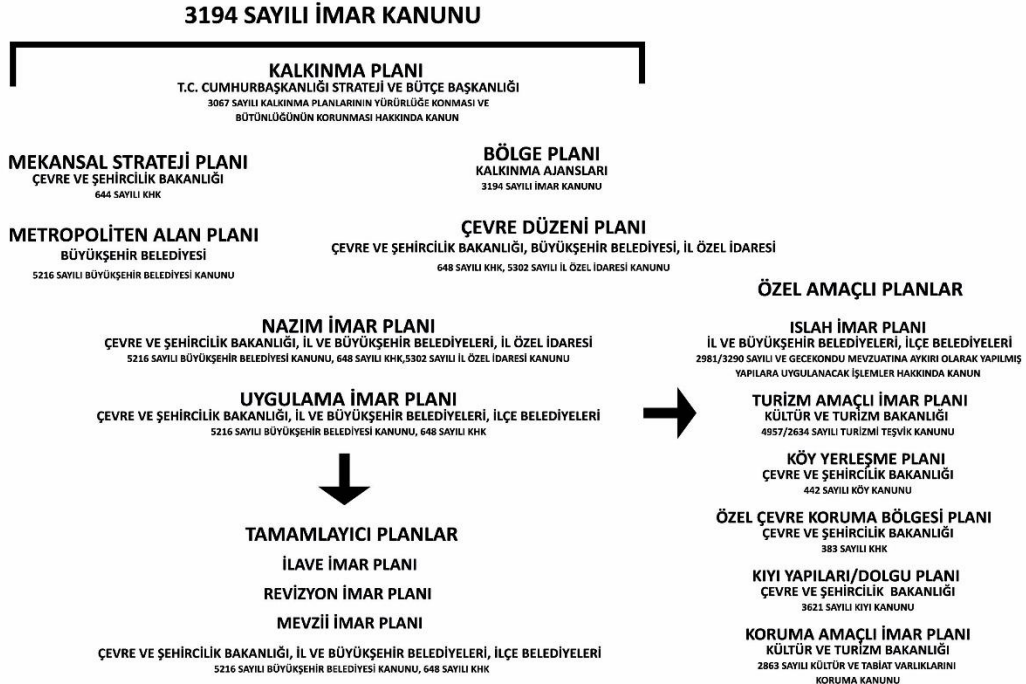 3194 SAYILI İMAR KANUNU
KALKINMA PLANI
T.C. CUMHURBAŞKANLIĞI STRATEJİ VE BÜTÇE BAŞKANLIĞI
3067 SAYILI KALKINMA PLANLARININ YÜRÜRLÜĞE KONMASI VE
BÜTÜNLÜĞÜNÜN KORUNMASI HAKKINDA KANUN
MEKANSAL STRATEJİ PLANI
ÇEVRE VE ŞEHİRCİLİK BAKANLIĞI
644 SAYILI KHK
BÖLGE PLANI
KALKINMA AJANSLARI
3194 SAYILI İMAR KANUNU
METROPOLİTEN ALAN PLANI
BÜYÜKŞEHİR BELEDİYESİ
5216 SAYILI BÜYÜKŞEHİR BELEDİYESİ KANUNU
ÇEVRE DÜZENİ PLANI
ÇEVRE VE ŞEHİRCİLİK BAKANLIĞI, BÜYÜKŞEHİR BELEDİYESİ, İL ÖZEL İDARESİ
648 SAYILI KHK, 5302 SAYILI İL ÖZEL İDARESİ KANUNU
NAZIM İMAR PLANI
ÇEVRE VE ŞEHİRCİLİK BAKANLIĞI, İL VE BÜYÜKŞEHİR BELEDİYELERİ, İL ÖZEL İDARESİ
5216 SAYILI BÜYÜKŞEHİR BELEDİYESİ KANUNU, 648 SAYILI KHK,5302 SAYILI İL ÖZEL İDARESİ KANUNU
UYGULAMA İMAR PLANI
ÇEVRE VE ŞEHİRCİLİK BAKANLIĞI, İL VE BÜYÜKŞEHİR BELEDİYELERİ, İLÇE BELEDİYELERİ
5216 SAYILI BÜYÜKŞEHİR BELEDİYESİ KANUNU, 648 SAYILI KHK
TAMAMLAYICI PLANLAR
İLAVE İMAR PLANI
REVİZYON İMAR PLANI
MEVZİİ İMAR PLANI
ÇEVRE VE ŞEHİRCİLİK BAKANLIĞI, İL VE BÜYÜKŞEHİR BELEDİYELERİ, İLÇE BELEDİYELERİ
5216 SAYILI BÜYÜKŞEHİR BELEDİYESİ KANUNU, 648 SAYILI KHK
ÖZEL AMAÇLI PLANLAR
ISLAH İMAR PLANI
İL VE BÜYÜKŞEHİR BELEDİYELERİ, İLÇE BELEDİYELERİ
2981/3290 SAYILI VE GECEKONDU MEVZUATINA AYKIRI OLARAK YAPILMIŞ
YAPILARA UYGULANACAK İŞLEMLER HAKKINDA KANUN
TURİZM AMAÇLI İMAR PLANI
KÜLTÜR VE TURİZM BAKANLIĞI
4957/2634 SAYILI TURİZMİ TEŞVİK KANUNU
KÖY YERLEŞME PLANI
ÇEVRE VE ŞEHİRCİLİK BAKANLIĞI
442 SAYILI KÖY KANUNU
ÖZEL ÇEVRE KORUMA BÖLGESİ PLANI
ÇEVRE VE ŞEHİRCİLİK BAKANLIĞI
383 SAYILI KHK
KIYI YAPILARI/DOLGU PLANI
ÇEVRE VE ŞEHİRCİLİK BAKANLIĞI
3621 SAYILI KIYI KANUNU
KORUMA AMAÇLI İMAR PLANI
KÜLTÜR VE TURİZM BAKANLIĞI
2863 SAYILI KÜLTÜR VE TABİAT VARLIKLARINI
KORUMA KANUNU